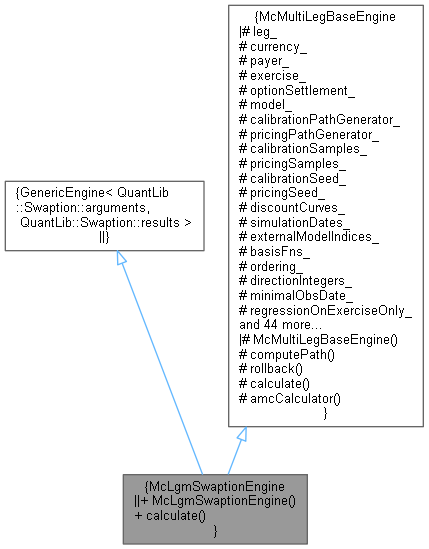 {McMultiLegBaseEngine
|# leg_
# currency_
# payer_
# exercise_
# optionSettlement_
# model_
# calibrationPathGenerator_
# pricingPathGenerator_
# calibrationSamples_
# pricingSamples_
# calibrationSeed_
# pricingSeed_
# discountCurves_
# simulationDates_
# externalModelIndices_
# basisFns_
# ordering_
# directionIntegers_
# minimalObsDate_
# regressionOnExerciseOnly_
and 44 more...
|# McMultiLegBaseEngine()
# computePath()
# rollback()
# calculate()
# amcCalculator()
}
{GenericEngine< QuantLib
::Swaption::arguments,
QuantLib::Swaption::results >
||}
{McLgmSwaptionEngine
||+ McLgmSwaptionEngine()
+ calculate()
}